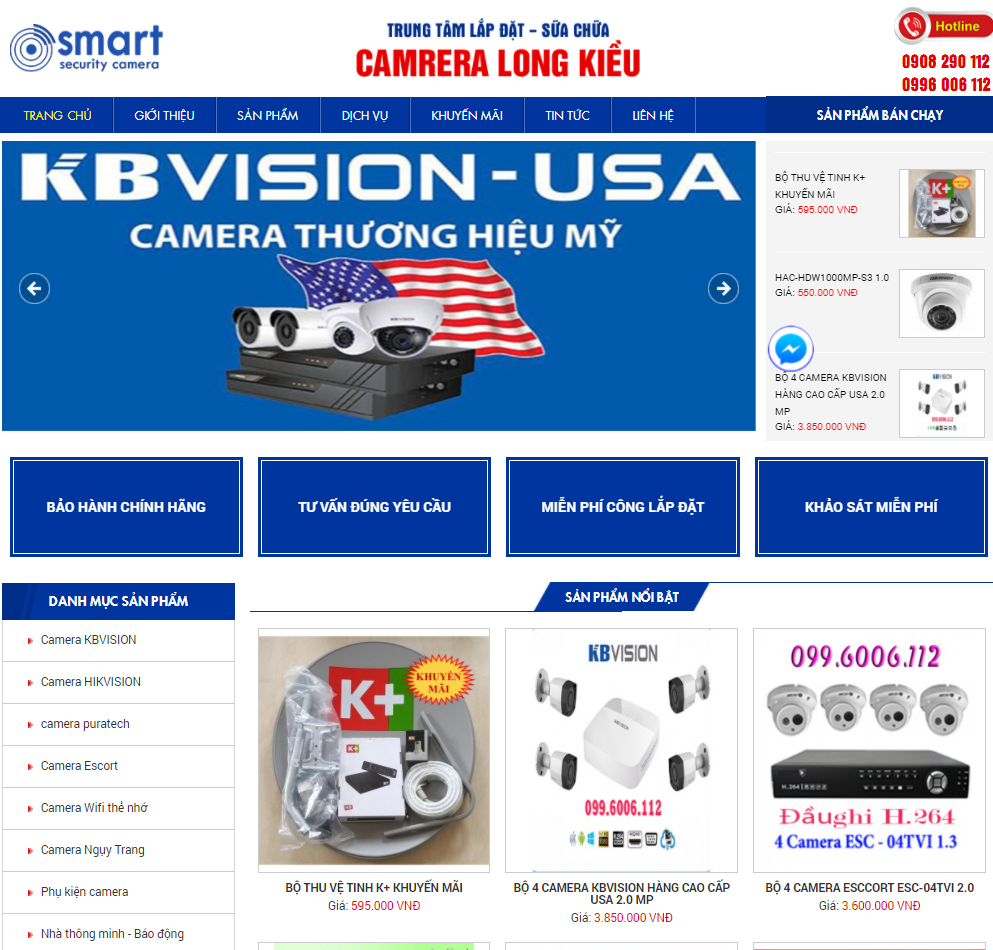 smart
security camera
TRUNG TÂM LẮP ĐẶT – SỮA CHỮA
CAMRERA LONG KIỀU
Hotline
0908 290 112
0996 006 112
TRANG CHỦ
GIỚI THIỆU
SẢN PHẨM
DỊCH VỤ
KHUYẾN MÃI
TIN TỨC
LIÊN HỆ
SẢN PHẨM BÁN CHẠY
KBVISION - USA
CAMERA THƯƠNG HIỆU MỸ
KBVISION
BỘ THU VỆ TINH K+
KHUYẾN MÃI
GIÁ: 595.000 VNĐ
K+
HAC-HDW1000MP-S3 1.0
GIÁ: 550.000 VNĐ
BỘ 4 CAMERA KBVISION
HÀNG CAO CẤP USA 2.0
MP
GIÁ: 3.850.000 VNĐ
KBVISION
099.6006.112
BẢO HÀNH CHÍNH HÃNG
TƯ VẤN ĐÚNG YÊU CẦU
MIỄN PHÍ CÔNG LẮP ĐẶT
KHẢO SÁT MIỄN PHÍ
DANH MỤC SẢN PHẨM
Camera KBVISION
Camera HIKVISION
camera puratech
Camera Escort
Camera Wifi thẻ nhớ
Camera Ngụy Trang
Phụ kiện camera
Nhà thông minh - Báo động
SẢN PHẨM NỔI BẬT
K+
KHUYẾN
MÃI
K+
BỘ THU VỆ TINH K+ KHUYẾN MÃI
Giá: 595.000 VNĐ
KBVISION
099.6006.112
BỘ 4 CAMERA KBVISION HÀNG CAO CẤP
USA 2.0 MP
Giá: 3.850.000 VNĐ
099.6006.112
H.264
Đầughi H.264
4 Camera ESC - 04TVI 1.3
BỘ 4 CAMERA ESCCORT ESC-04TVI 2.0
Giá: 3.600.000 VNĐ